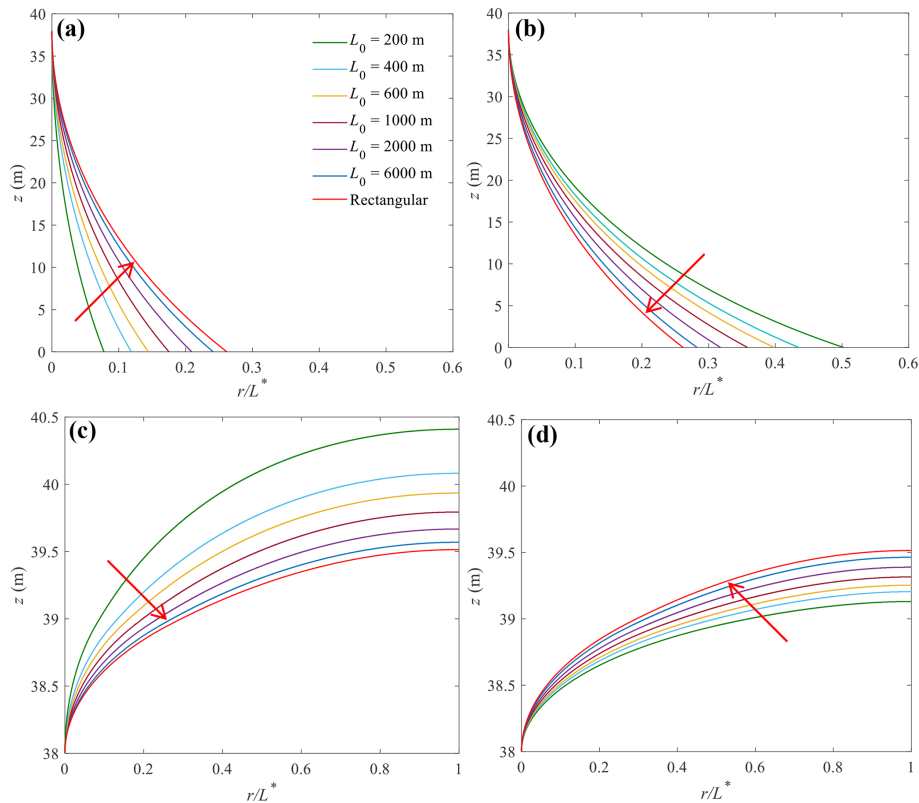 (a)
40
35
30
25
20
15
10
5
0
z (m)
0
0.1
0.2
0.3
0.4
0.5
0.6
r/L*
L0 = 200 m
L0 = 400 m
L0 = 600 m
L0 = 1000 m
L0 = 2000 m
L0 = 6000 m
Rectangular
(b)
40
35
30
25
20
15
10
5
0
z (m)
0
0.1
0.2
0.3
0.4
0.5
0.6
r/L*
(c)
40.5
40
39.5
39
38.5
38
z (m)
0
0.2
0.4
0.6
0.8
1
r/L*
(d)
40.5
40
39.5
39
38.5
38
z (m)
0
0.2
0.4
0.6
0.8
1
r/L*